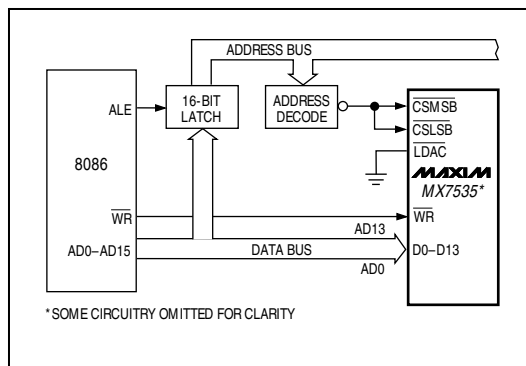 ADDRESS BUS
ALE
16-BIT
LATCH
ADDRESS
DECODE
CSMSB
CSLSB
LDAC
8086
MAXIM
MX7535*
WR
AD13
WR
AD0–AD15
DATA BUS
D0–D13
AD0
*SOME CIRCUITRY OMITTED FOR CLARITY